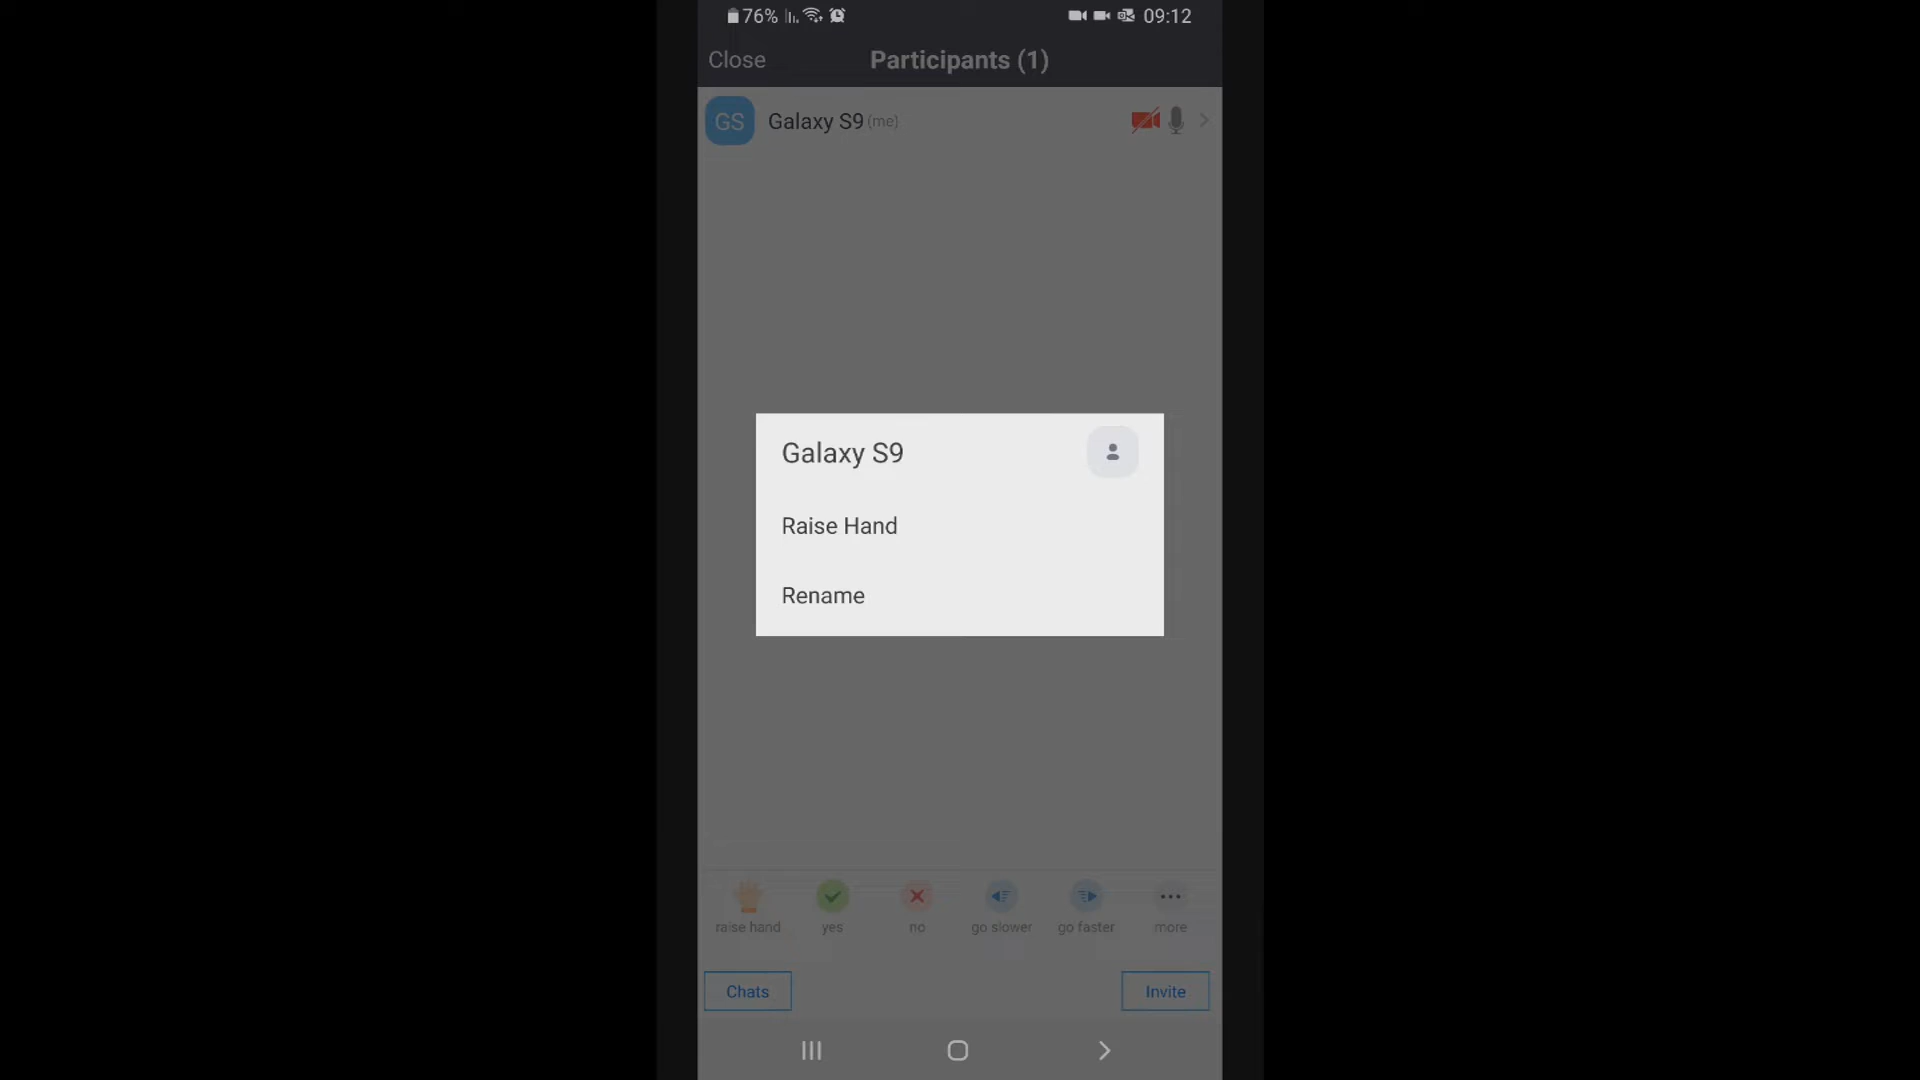 76% 09:12
Close Participants (1)
GS Galaxy S9 (me)
Galaxy S9
Raise Hand
Rename
raise hand yes no go slower go faster more
Chats Invite